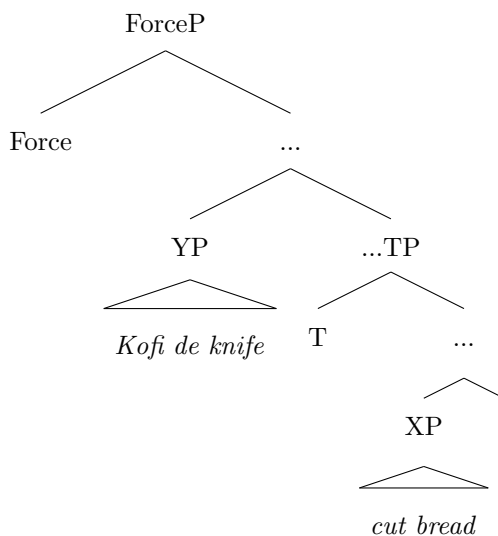 ForceP
Force
...
YP
...TP
Kofi de knife
T
...
XP
cut bread